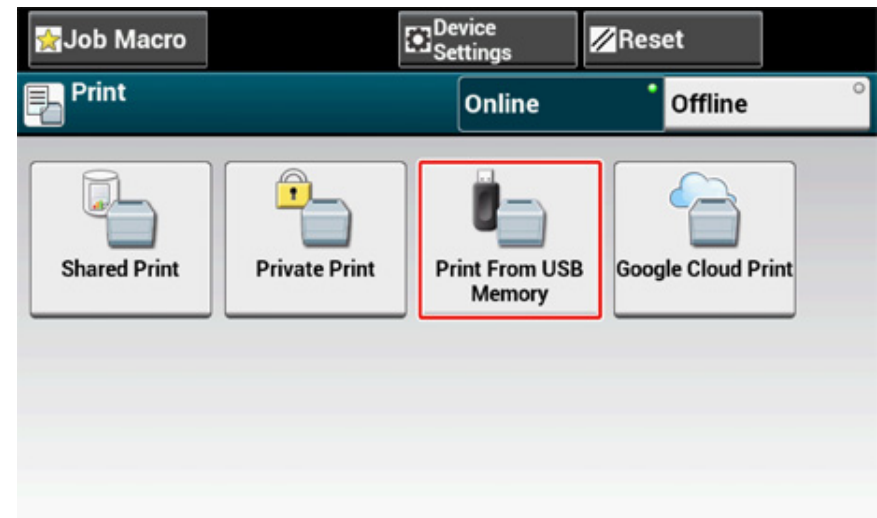 Job Macro
Device
Settings
Reset
Print
Online
Offline
Shared Print
Private Print
Print From USB
Memory
Google Cloud Print